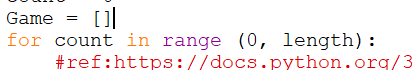 Game = []
for count in range (0, length):
#ref:https://docs.python.org/3